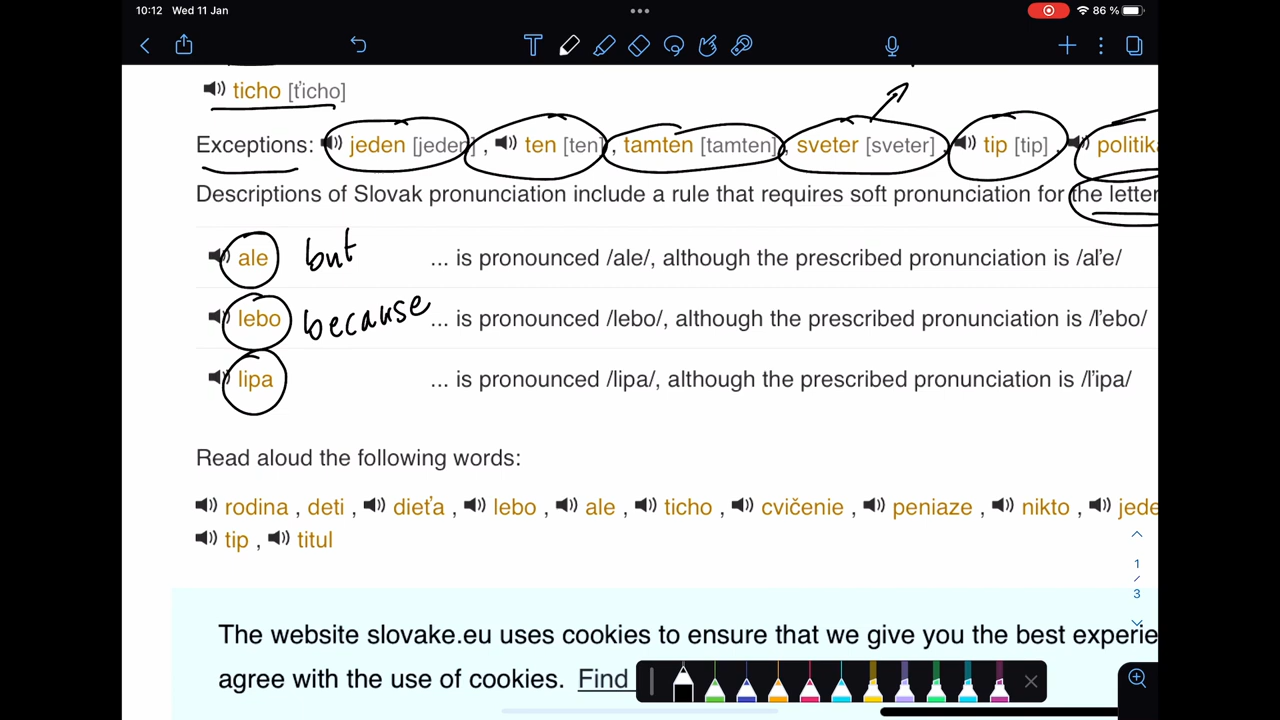 10:12 Wed 11 Jan
86 %
ticho [ťicho]
Exceptions: jeden [jeden] , ten [ten] , tamten [tamten] , sveter [sveter] , tip [tip] , politik
Descriptions of Slovak pronunciation include a rule that requires soft pronunciation for the letter
ale but ... is pronounced /ale/, although the prescribed pronunciation is /aľe/
lebo because ... is pronounced /lebo/, although the prescribed pronunciation is /ľebo/
lipa ... is pronounced /lipa/, although the prescribed pronunciation is /ľipa/
Read aloud the following words:
rodina , deti , dieťa , lebo , ale , ticho , cvičenie , peniaze , nikto , jede
tip , titul
1
/
3
The website slovake.eu uses cookies to ensure that we give you the best experie
agree with the use of cookies. Find